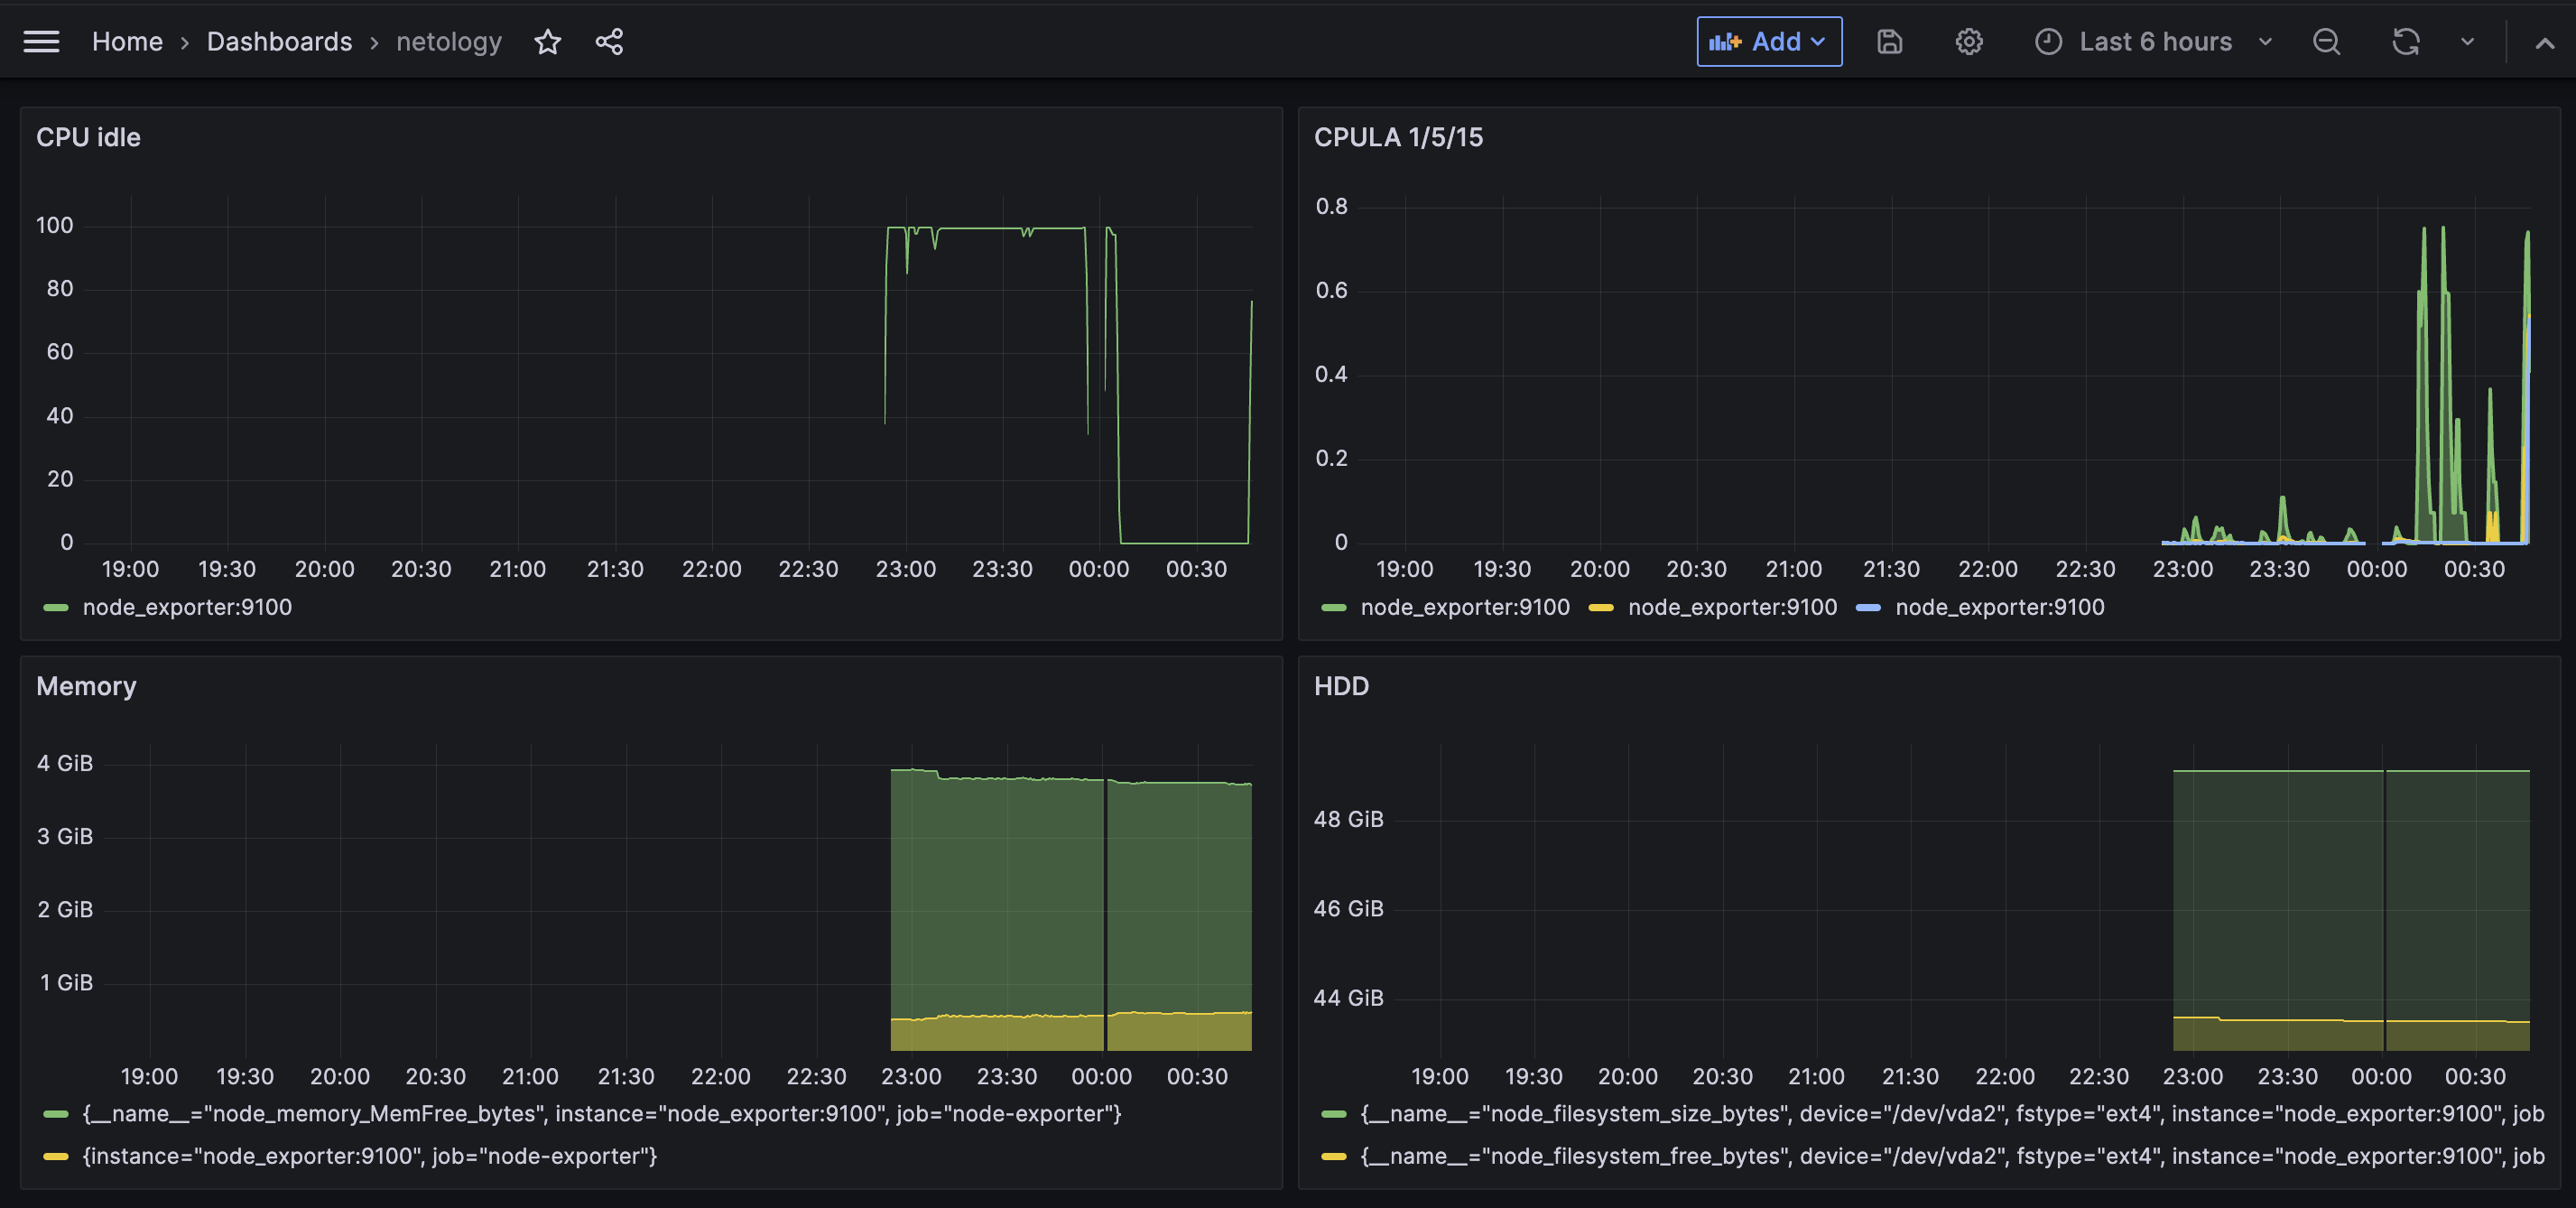 Home › Dashboards › netology Add Last 6 hours
CPU idle
100
80
60
40
20
0
19:00 19:30 20:00 20:30 21:00 21:30 22:00 22:30 23:00 23:30 00:00 00:30
node_exporter:9100
CPULA 1/5/15
0.8
0.6
0.4
0.2
0
19:00 19:30 20:00 20:30 21:00 21:30 22:00 22:30 23:00 23:30 00:00 00:30
node_exporter:9100 node_exporter:9100 node_exporter:9100
Memory
4 GiB
3 GiB
2 GiB
1 GiB
19:00 19:30 20:00 20:30 21:00 21:30 22:00 22:30 23:00 23:30 00:00 00:30
{__name__="node_memory_MemFree_bytes", instance="node_exporter:9100", job="node-exporter"}
{instance="node_exporter:9100", job="node-exporter"}
HDD
48 GiB
46 GiB
44 GiB
19:00 19:30 20:00 20:30 21:00 21:30 22:00 22:30 23:00 23:30 00:00 00:30
{__name__="node_filesystem_size_bytes", device="/dev/vda2", fstype="ext4", instance="node_exporter:9100", job
{__name__="node_filesystem_free_bytes", device="/dev/vda2", fstype="ext4", instance="node_exporter:9100", job